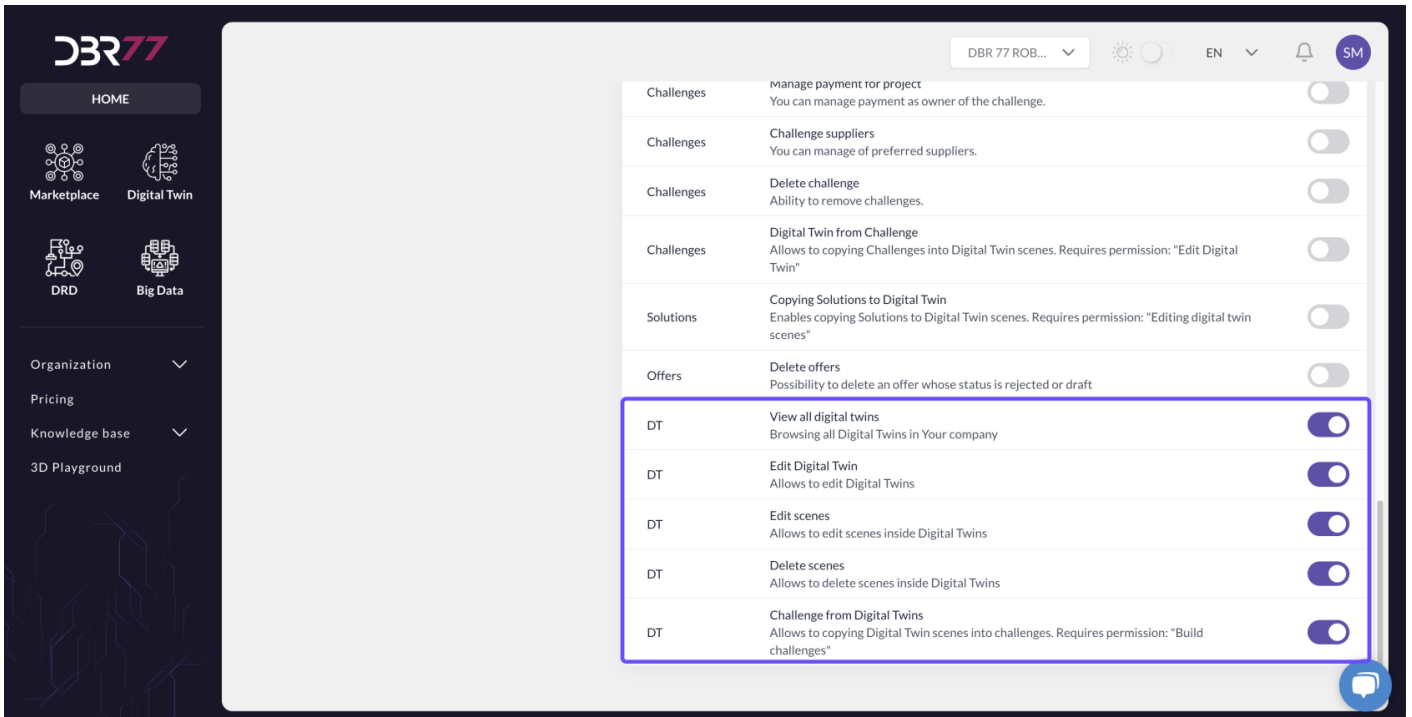 DBR77
DBR 77 ROB...
EN
SM
HOME
Marketplace
Digital Twin
DRD
Big Data
Organization
Pricing
Knowledge base
3D Playground
Challenges
Manage payment for project
You can manage payment as owner of the challenge.
Challenges
Challenge suppliers
You can manage of preferred suppliers.
Challenges
Delete challenge
Ability to remove challenges.
Challenges
Digital Twin from Challenge
Allows to copying Challenges into Digital Twin scenes. Requires permission: "Edit Digital
Twin"
Solutions
Copying Solutions to Digital Twin
Enables copying Solutions to Digital Twin scenes. Requires permission: "Editing digital twin
scenes"
Offers
Delete offers
Possibility to delete an offer whose status is rejected or draft
DT
View all digital twins
Browsing all Digital Twins in Your company
DT
Edit Digital Twin
Allows to edit Digital Twins
DT
Edit scenes
Allows to edit scenes inside Digital Twins
DT
Delete scenes
Allows to delete scenes inside Digital Twins
DT
Challenge from Digital Twins
Allows to copying Digital Twin scenes into challenges. Requires permission: "Build
challenges"